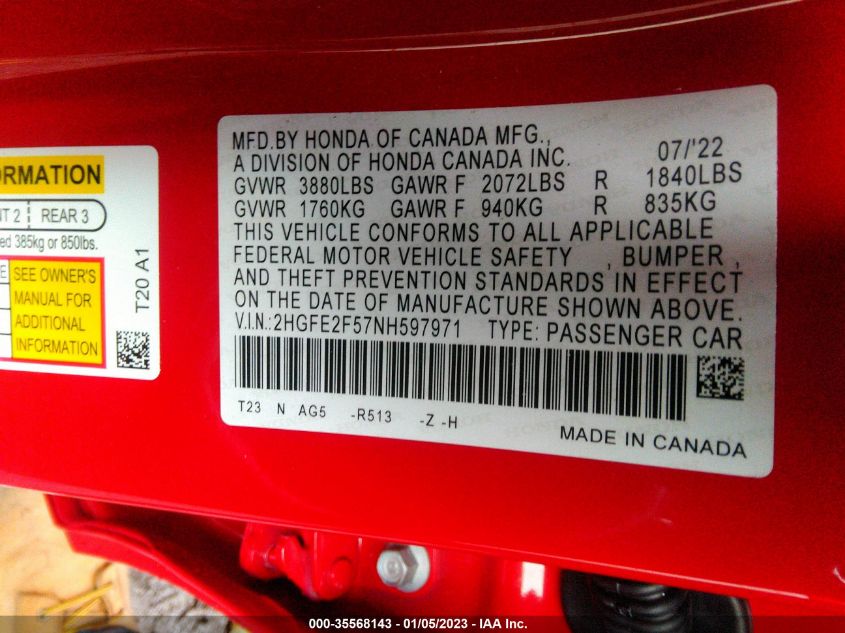 ORMATION
NT 2 REAR 3
ed 385kg or 850lbs.
E SEE OWNER'S
MANUAL FOR
ADDITIONAL
INFORMATION
T20 A1
MFD.BY HONDA OF CANADA MFG.,
A DIVISION OF HONDA CANADA INC. 07/'22
GVWR 3880LBS GAWR F 2072LBS R 1840LBS
GVWR 1760KG GAWR F 940KG R 835KG
THIS VEHICLE CONFORMS TO ALL APPLICABLE
FEDERAL MOTOR VEHICLE SAFETY , BUMPER ,
AND THEFT PREVENTION STANDARDS IN EFFECT
ON THE DATE OF MANUFACTURE SHOWN ABOVE.
V.I.N.:2HGFE2F57NH597971 TYPE: PASSENGER CAR
T23 N AG5 -R513 -Z -H
MADE IN CANADA
000-35568143 - 01/05/2023 - IAA Inc.